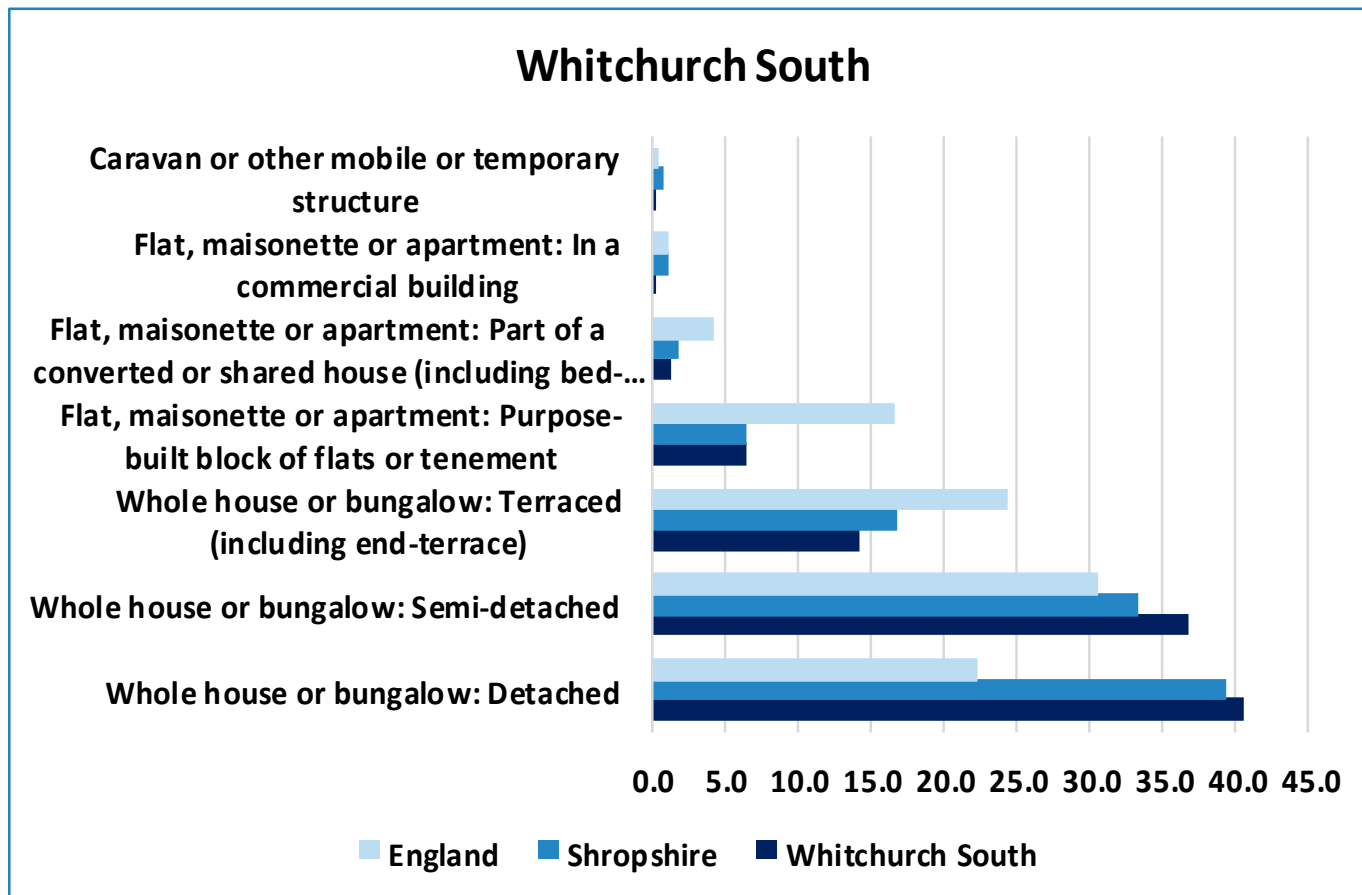 Whitchurch South
Caravan or other mobile or temporary
structure
Flat, maisonette or apartment: In a
commercial building
Flat, maisonette or apartment: Part of a
converted or shared house (including bed-...
Flat, maisonette or apartment: Purpose-
built block of flats or tenement
Whole house or bungalow: Terraced
(including end-terrace)
Whole house or bungalow: Semi-detached
Whole house or bungalow: Detached
0.0 5.0 10.0 15.0 20.0 25.0 30.0 35.0 40.0 45.0
England Shropshire Whitchurch South